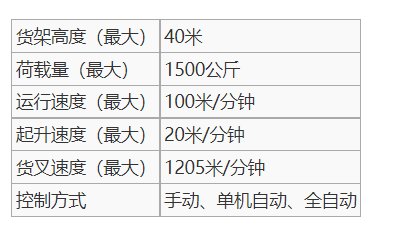 货架高度（最大） 40米
荷载量（最大） 1500公斤
运行速度（最大） 100米/分钟
起升速度（最大） 20米/分钟
货叉速度（最大） 1205米/分钟
控制方式 手动、单机自动、全自动